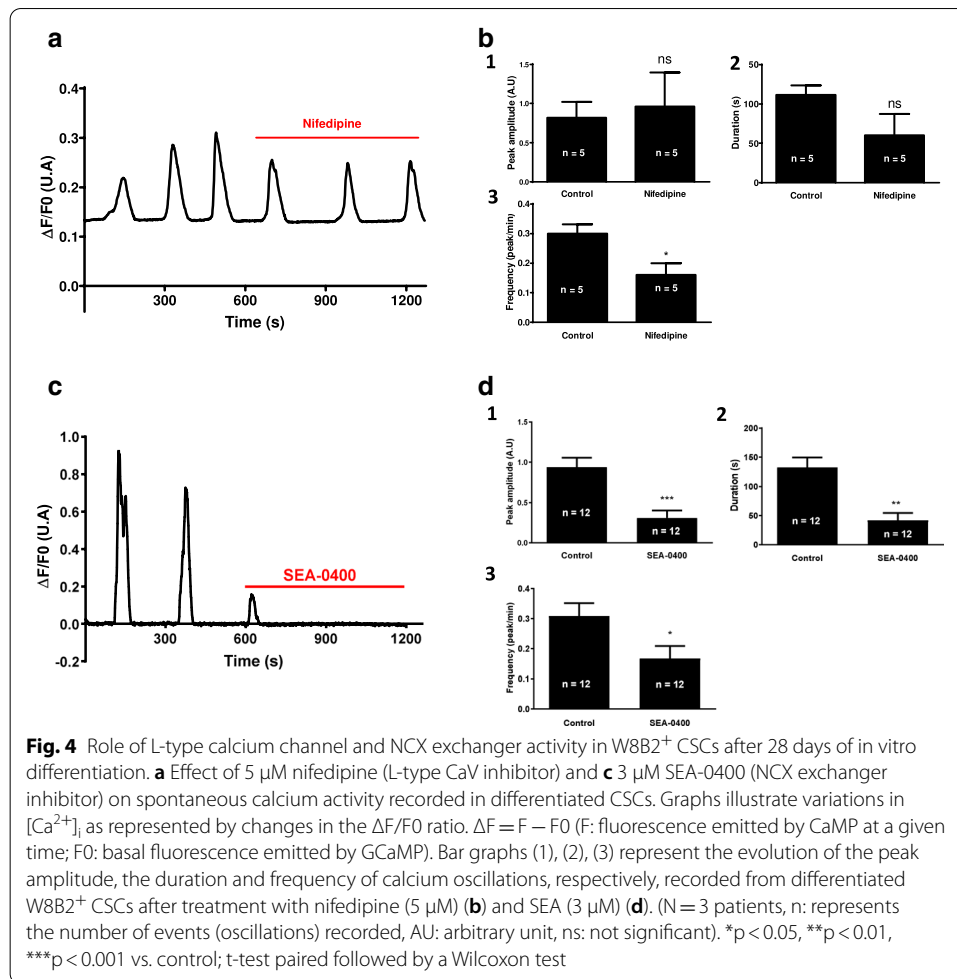 a
0.4
0.3
0.2
0.1
0.0
ΔF/F0 (U.A)
Nifedipine
300
600
900
1200
Time (s)
b
1
1.5
1.0
0.5
0.0
Peak amplitude (A.U)
ns
n = 5
n = 5
Control
Nifedipine
2
50
100
50
0
Duration (s)
ns
n = 5
n = 5
Control
Nifedipine
3
0.4
0.3
0.2
0.1
0.0
Frequency (peak/min)
*
n = 5
n = 5
Control
Nifedipine
c
1.0
0.8
0.6
0.4
0.2
0.0
-0.2
ΔF/F0 (U.A)
SEA-0400
300
600
900
1200
Time (s)
d
1
1.5
1.0
0.5
0.0
Peak amplitude (A.U)
***
n = 12
n = 12
Control
SEA-0400
2
200
150
100
50
0
Duration (s)
**
n = 12
n = 12
Control
SEA-0400
3
0.4
0.3
0.2
0.1
0.0
Frequency (peak/min)
*
n = 12
n = 12
Control
SEA-0400
Fig. 4 Role of L-type calcium channel and NCX exchanger activity in W8B2⁺ CSCs after 28 days of in vitro
differentiation. a Effect of 5 μM nifedipine (L-type CaV inhibitor) and c 3 μM SEA-0400 (NCX exchanger
inhibitor) on spontaneous calcium activity recorded in differentiated CSCs. Graphs illustrate variations in
[Ca²⁺]ᵢ as represented by changes in the ΔF/F0 ratio. ΔF = F − F0 (F: fluorescence emitted by CaMP at a given
time; F0: basal fluorescence emitted by GCaMP). Bar graphs (1), (2), (3) represent the evolution of the peak
amplitude, the duration and frequency of calcium oscillations, respectively, recorded from differentiated
W8B2⁺ CSCs after treatment with nifedipine (5 μM) (b) and SEA (3 μM) (d). (N = 3 patients, n: represents
the number of events (oscillations) recorded, AU: arbitrary unit, ns: not significant). *p < 0.05, **p < 0.01,
***p < 0.001 vs. control; t-test paired followed by a Wilcoxon test